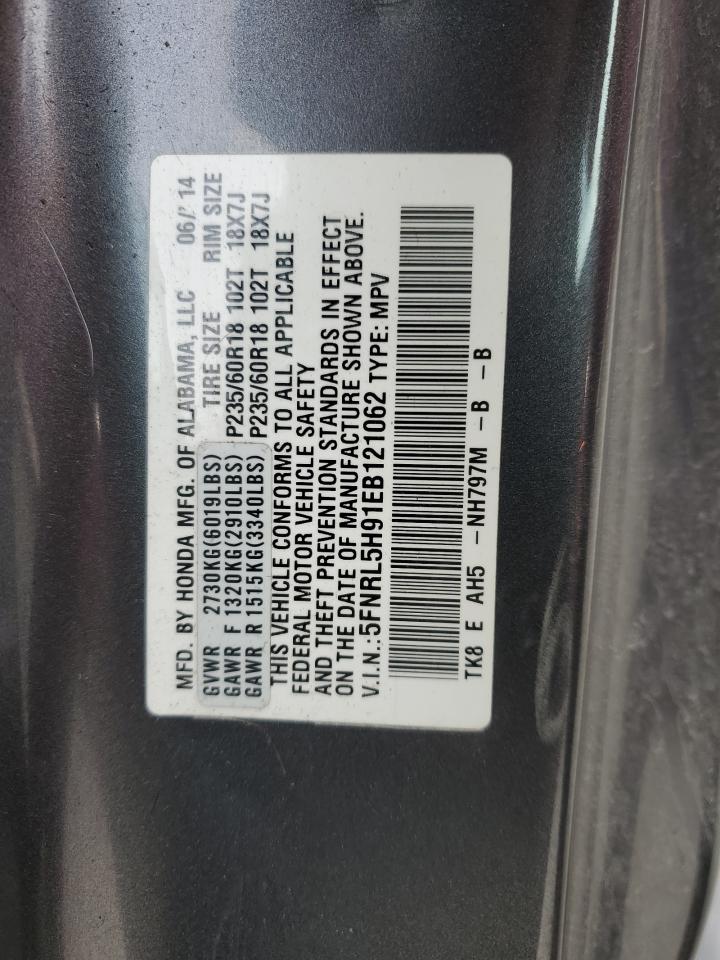 MFD. BY HONDA MFG. OF ALABAMA, LLC 06/'14
GVWR 2730KG(6019LBS) TIRE SIZE RIM SIZE
GAWR F 1320KG(2910LBS) P235/60R18 102T 18X7J
GAWR R 1515KG(3340LBS) P235/60R18 102T 18X7J
THIS VEHICLE CONFORMS TO ALL APPLICABLE
FEDERAL MOTOR VEHICLE SAFETY
AND THEFT PREVENTION STANDARDS IN EFFECT
ON THE DATE OF MANUFACTURE SHOWN ABOVE.
V.I.N.:5FNRL5H91EB121062 TYPE: MPV
TK8 E AH5 -NH797M -B -B